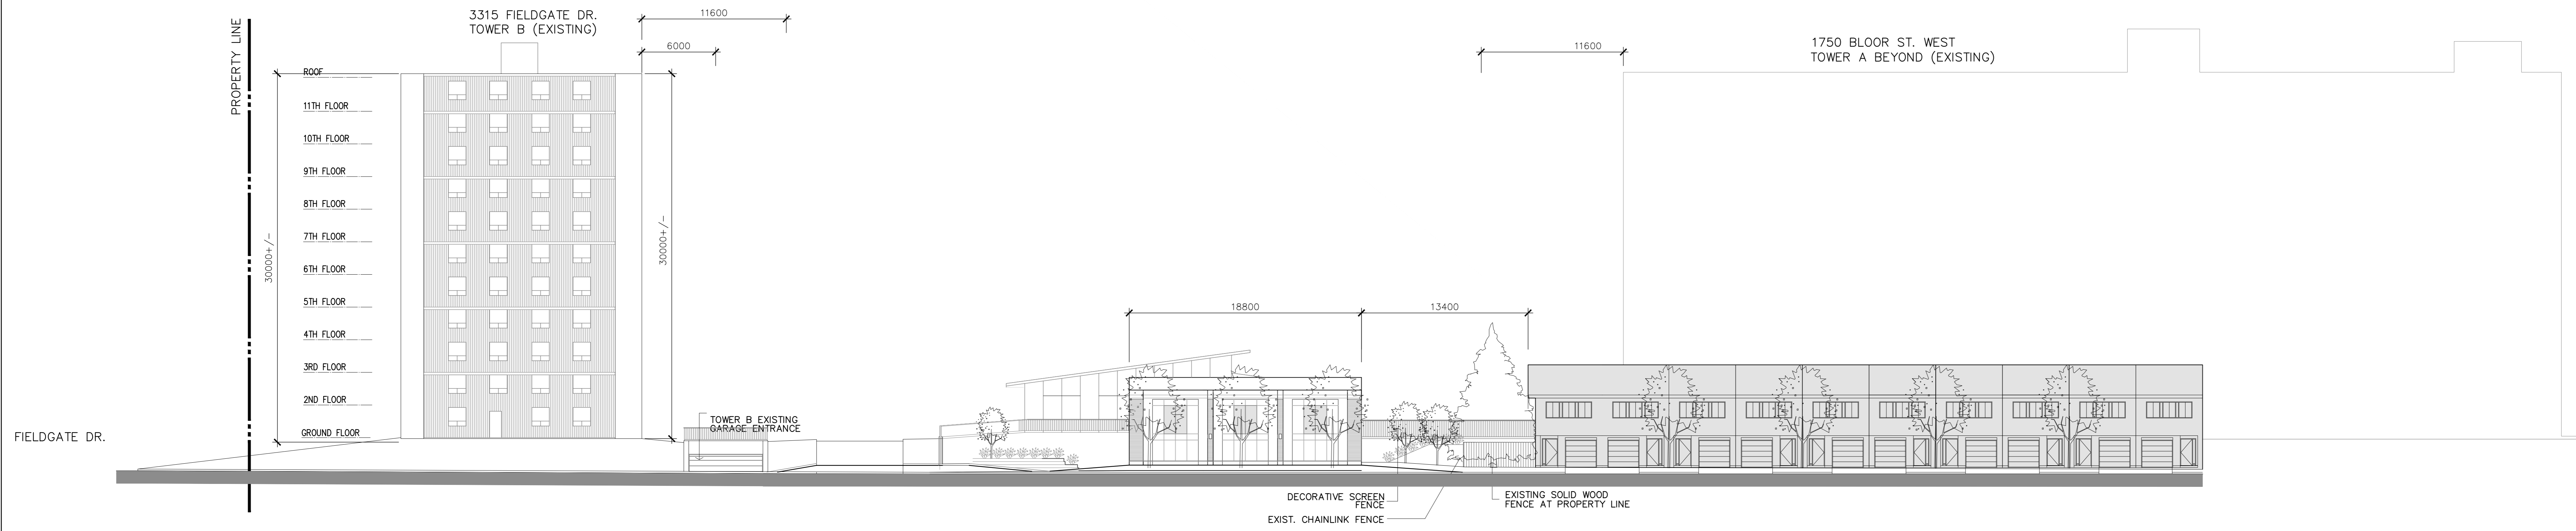 PROPERTY LINE
3315 FIELDGATE DR.
TOWER B (EXISTING)
11600
6000
11600
1750 BLOOR ST. WEST
TOWER A BEYOND (EXISTING)
ROOF
11TH FLOOR
10TH FLOOR
9TH FLOOR
8TH FLOOR
7TH FLOOR
6TH FLOOR
5TH FLOOR
4TH FLOOR
3RD FLOOR
2ND FLOOR
GROUND FLOOR
30000+/-
30000+/-
18800
13400
FIELDGATE DR.
TOWER B EXISTING
GARAGE ENTRANCE
DECORATIVE SCREEN
FENCE
EXIST. CHAINLINK FENCE
EXISTING SOLID WOOD
FENCE AT PROPERTY LINE